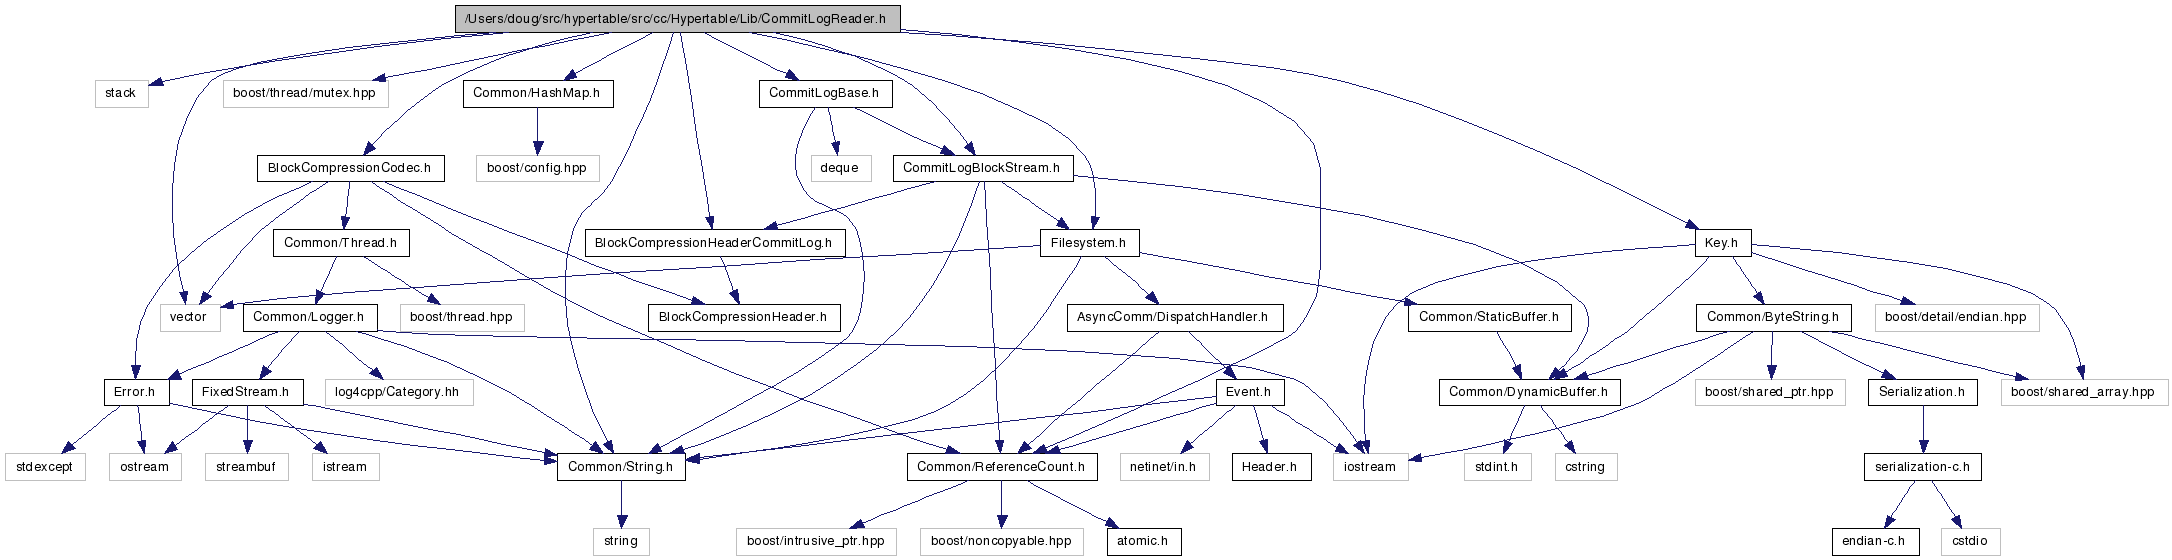 /Users/doug/src/hypertable/src/cc/Hypertable/Lib/CommitLogReader.h
stack
boost/thread/mutex.hpp
Common/HashMap.h
CommitLogBase.h
BlockCompressionCodec.h
boost/config.hpp
deque
CommitLogBlockStream.h
Common/Thread.h
BlockCompressionHeaderCommitLog.h
Filesystem.h
Key.h
vector
Common/Logger.h
boost/thread.hpp
BlockCompressionHeader.h
AsyncComm/DispatchHandler.h
Common/StaticBuffer.h
Common/ByteString.h
boost/detail/endian.hpp
Error.h
FixedStream.h
log4cpp/Category.hh
Event.h
Common/DynamicBuffer.h
boost/shared_ptr.hpp
Serialization.h
boost/shared_array.hpp
stdexcept
ostream
streambuf
istream
Common/String.h
Common/ReferenceCount.h
netinet/in.h
Header.h
iostream
stdint.h
cstring
serialization-c.h
string
boost/intrusive_ptr.hpp
boost/noncopyable.hpp
atomic.h
endian-c.h
cstdio